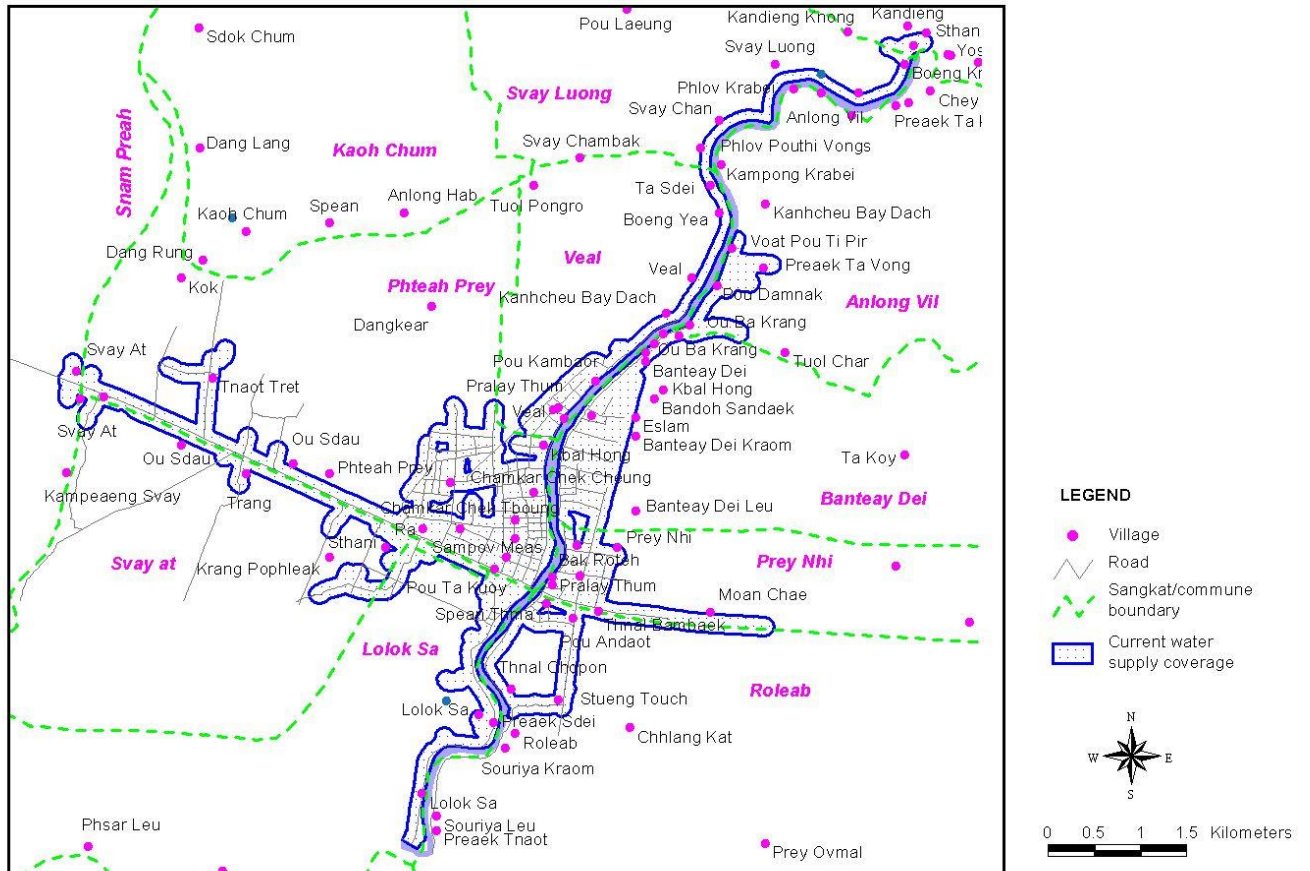 Pou Laeung
Kandieng Khong
Kandieng
Sdok Chum
Sthan
Svay Luong
Yos
Boeng Kr
Phlov Krabei
Svay Luong
Chey
Svay Chan
Anlong Vil
Preaek Ta
Snam Preah
Dang Lang
Kaoh Chum
Svay Chambak
Phlov Pouthi Vongs
Kampong Krabei
Anlong Hab
Tuol Pongro
Ta Sdei
Kaoh Chum
Spean
Boeng Yea
Kanhcheu Bay Dach
Dang Rung
Voat Pou Ti Pir
Veal
Preaek Ta Vong
Kok
Phteah Prey
Veal
Pou Damnak
Anlong Vil
Kanhcheu Bay Dach
Dangkear
Ou Ba Krang
Svay At
Pou Kambaor
Ou Ba Krang
Tuol Char
Banteay Dei
Tnaot Tret
Pralay Thum
Kbal Hong
Veal
Bandoh Sandaek
Eslam
Svay At
Ou Sdau
Banteay Dei Kraom
Ou Sdau
Kbal Hong
Ta Koy
Phteah Prey
Chamkar Chek Cheung
Kampeaeng Svay
Trang
Banteay Dei
Chamkar Chek Tboung
Banteay Dei Leu
Ra
Sthani
Sampov Meas
Prey Nhi
Svay at
Krang Pophleak
Bak Roteh
Prey Nhi
Pou Ta Kuoy
Pralay Thum
Moan Chae
Spean Thma
Thnal Bambaek
Pou Andaot
Lolok Sa
Thnal Chopon
Roleab
Stueng Touch
Lolok Sa
Preaek Sdei
Chhlang Kat
Roleab
Souriya Kraom
Lolok Sa
Souriya Leu
Phsar Leu
Preaek Tnaot
Prey Ovmal
LEGEND
Village
Road
Sangkat/commune
boundary
Current water
supply coverage
N
W E
S
0 0.5 1 1.5 Kilometers